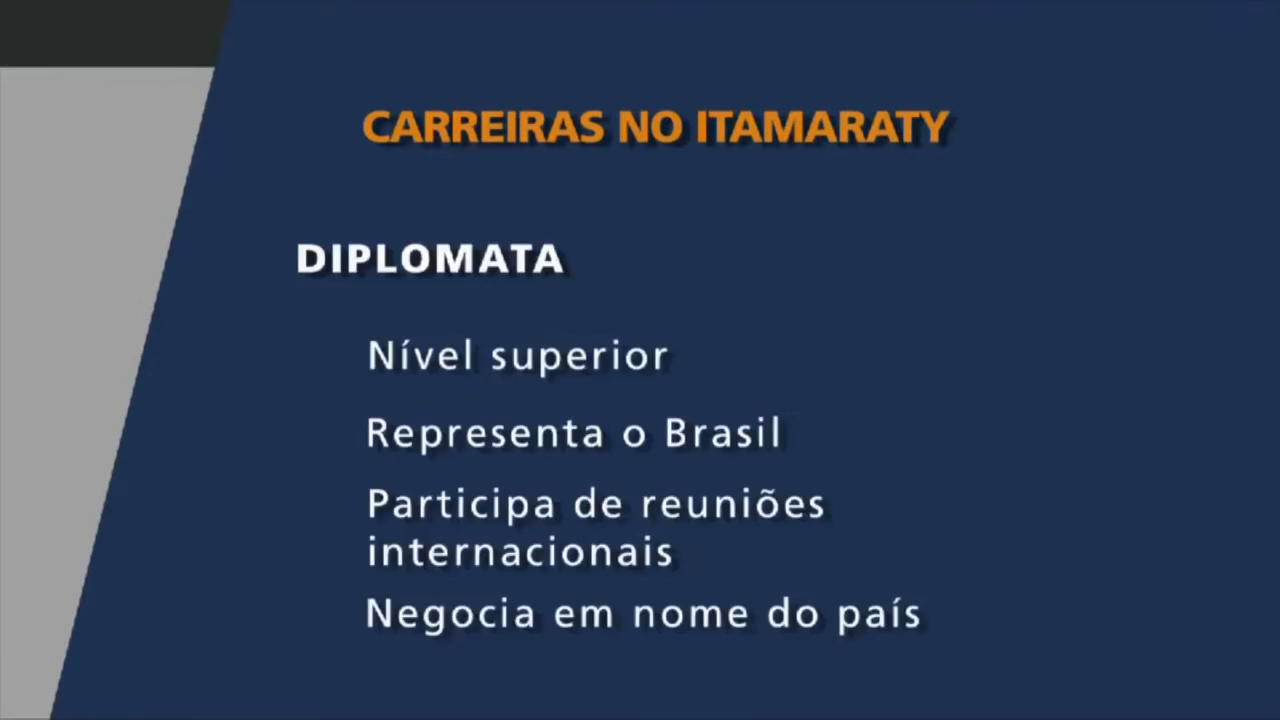 CARREIRAS NO ITAMARATY
DIPLOMATA
Nível superior
Representa o Brasil
Participa de reuniões
internacionais
Negocia em nome do país